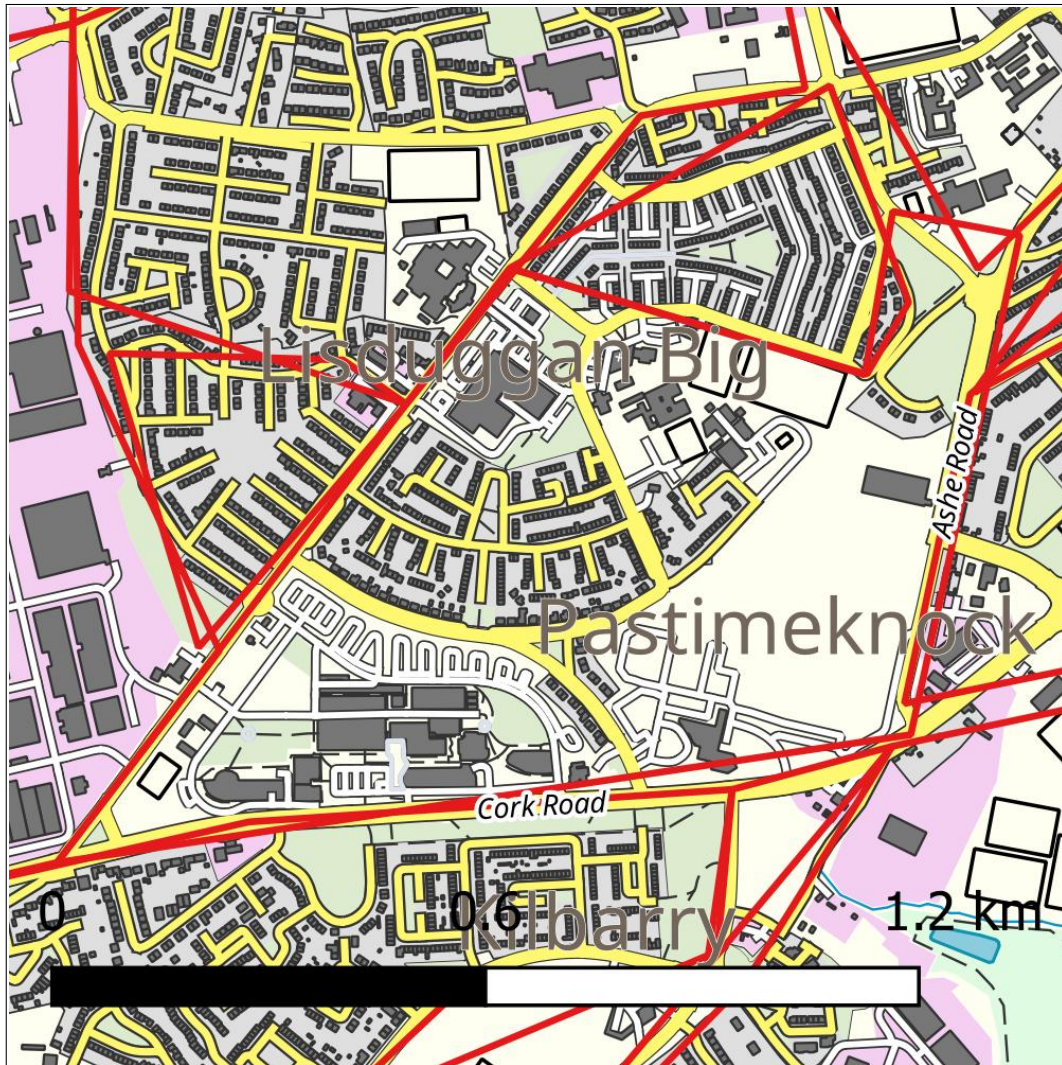 Lisduggan Big
Ashe Road
Pastimeknock
Cork Road
Kilbarry
0 0.6 1.2 km